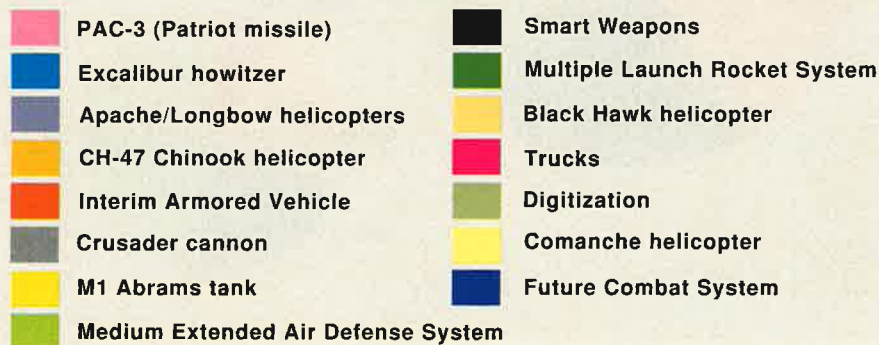 PAC-3 (Patriot missile)
Excalibur howitzer
Apache/Longbow helicopters
CH-47 Chinook helicopter
Interim Armored Vehicle
Crusader cannon
M1 Abrams tank
Medium Extended Air Defense System
Smart Weapons
Multiple Launch Rocket System
Black Hawk helicopter
Trucks
Digitization
Comanche helicopter
Future Combat System